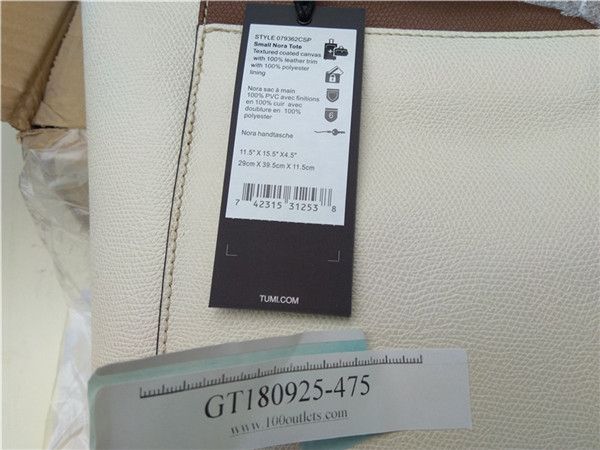 STYLE 079362CSP
Small Nora Tote
Textured coated canvas
with 100% leather trim
with 100% polyester
lining
Nora sac à main
100% PVC avec finitions
en 100% cuir avec
doublure en 100%
polyester
Nora handtasche
6
11.5" X 15.5" X4.5"
29cm X 39.5cm X 11.5cm
7 42315 31253 8
TUMI.COM
GT180925-475
www.100outlets.com